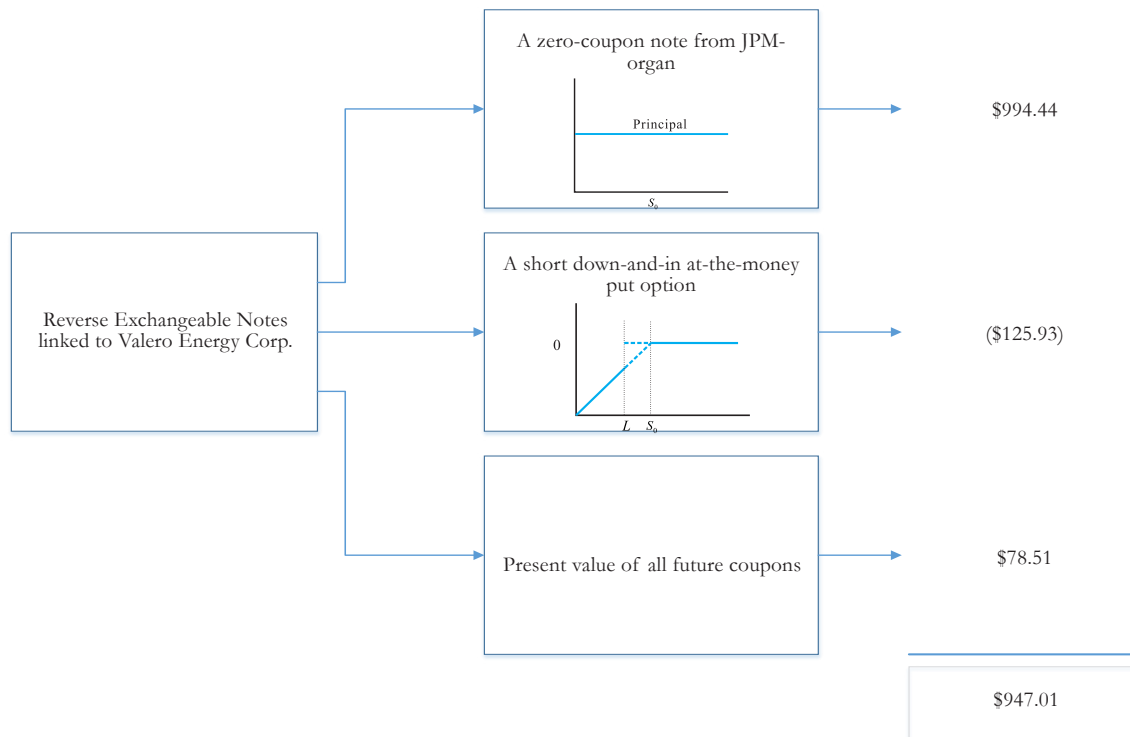 A zero-coupon note from JPM-
organ
Principal
S₀
$994.44
Reverse Exchangeable Notes
linked to Valero Energy Corp.
A short down-and-in at-the-money
put option
0
L S₀
($125.93)
Present value of all future coupons
$78.51
$947.01